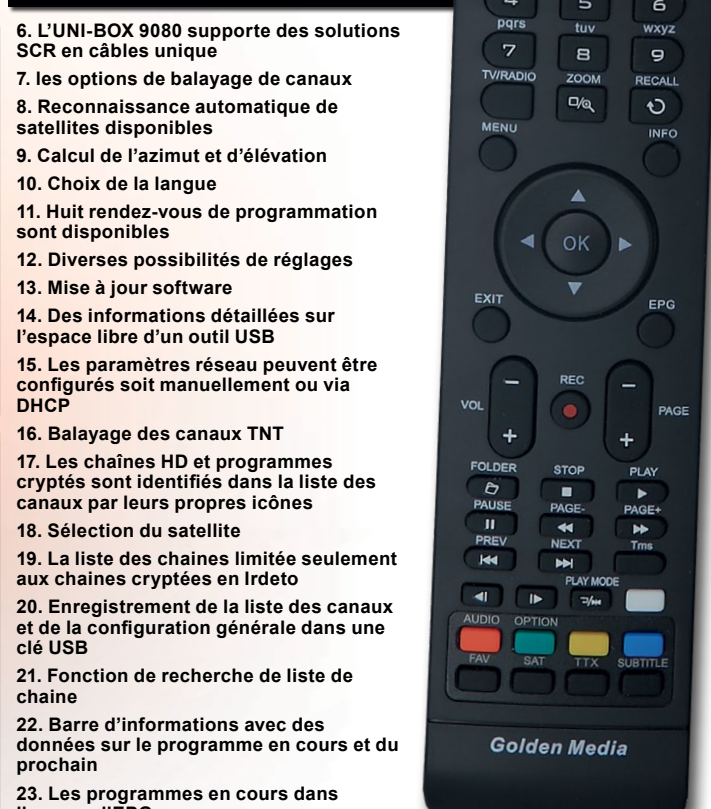 6. L'UNI-BOX 9080 supporte des solutions
SCR en câbles unique
7. les options de balayage de canaux
8. Reconnaissance automatique de
satellites disponibles
9. Calcul de l'azimut et d'élévation
10. Choix de la langue
11. Huit rendez-vous de programmation
sont disponibles
12. Diverses possibilités de réglages
13. Mise à jour software
14. Des informations détaillées sur
l'espace libre d'un outil USB
15. Les paramètres réseau peuvent être
configurés soit manuellement ou via
DHCP
16. Balayage des canaux TNT
17. Les chaînes HD et programmes
cryptés sont identifiés dans la liste des
canaux par leurs propres icônes
18. Sélection du satellite
19. La liste des chaines limitée seulement
aux chaines cryptées en Irdeto
20. Enregistrement de la liste des canaux
et de la configuration générale dans une
clé USB
21. Fonction de recherche de liste de
chaine
22. Barre d'informations avec des
données sur le programme en cours et du
prochain
23. Les programmes en cours dans
4 5 6
pqrs tuv wxyz
7 8 9
TV/RADIO ZOOM RECALL
MENU INFO
OK
EXIT EPG
REC
VOL PAGE
FOLDER STOP PLAY
PAUSE PAGE- PAGE+
PREV NEXT Tms
PLAY MODE
AUDIO OPTION
FAV SAT TTX SUBTITLE
Golden Media